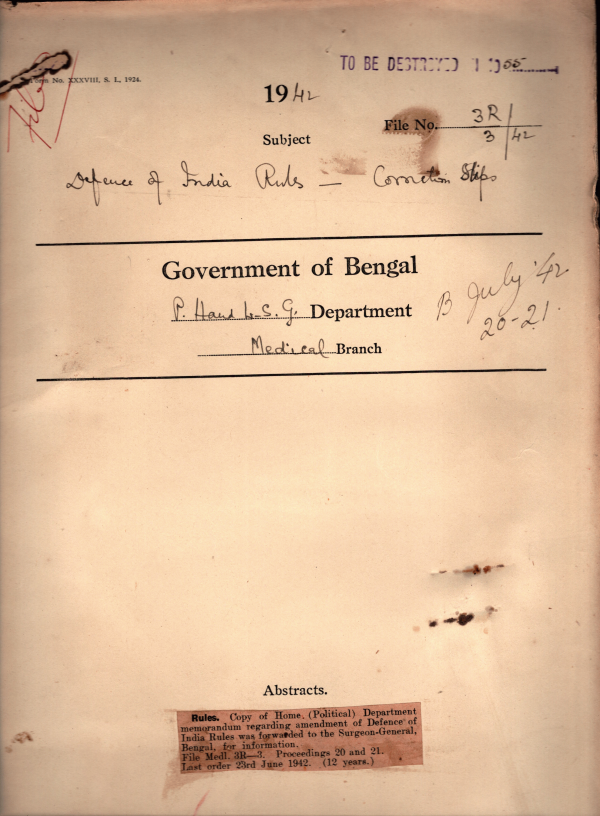 Form No. XXXVIII, S. I., 1924.
File
TO BE DESTROYED 1955
1942
File No. 3R/3/42
Subject
Defence of India Rules — Correction Slips
Government of Bengal
P. H and L-S. G. Department
B July '42
20-21.
Medical Branch
Abstracts.
Rules. Copy of Home (Political) Department
memorandum regarding amendment of Defence of
India Rules was forwarded to the Surgeon-General,
Bengal, for information.
File Medl. 3R—3. Proceedings 20 and 21.
Last order 23rd June 1942. (12 years.)